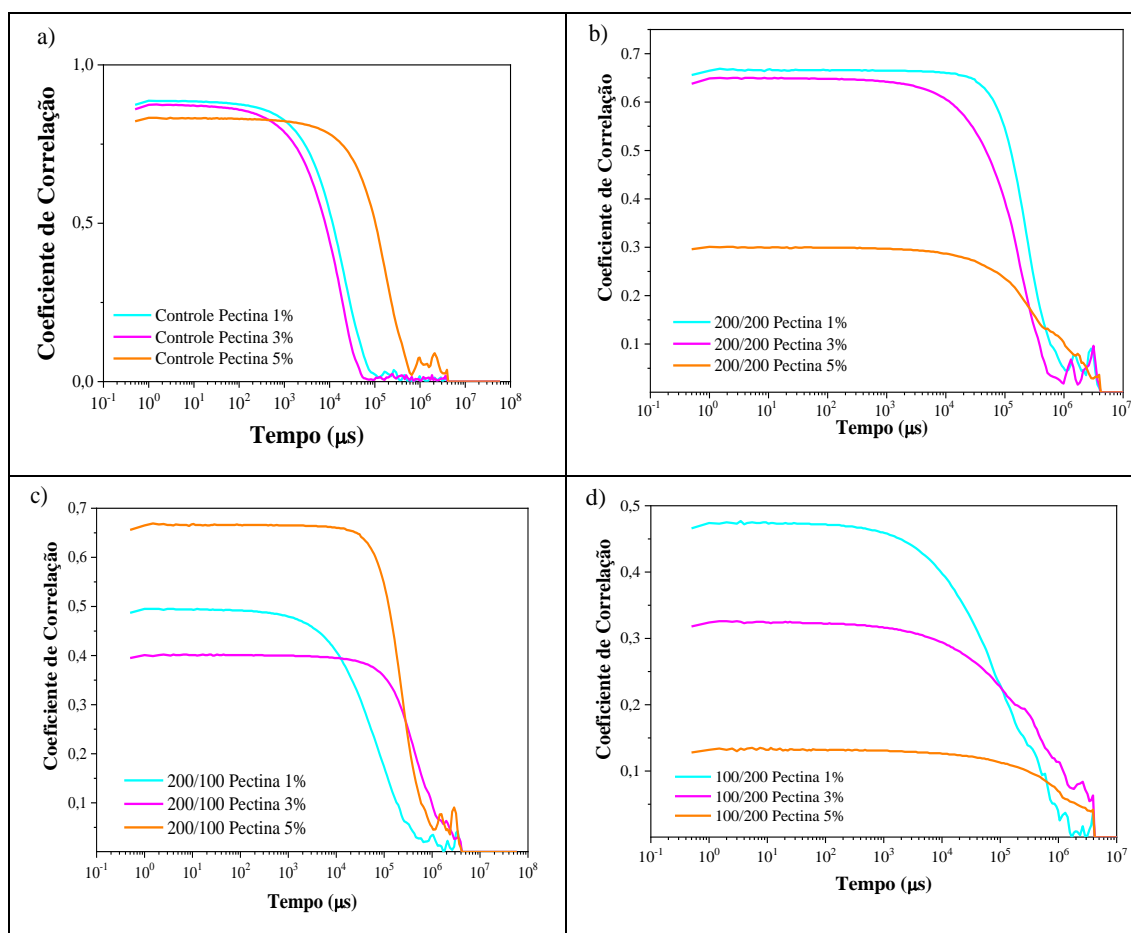 a)
Coeficiente de Correlação
1,0
0,5
0,0
Controle Pectina 1%
Controle Pectina 3%
Controle Pectina 5%
10-1 100 101 102 103 104 105 106 107 108
Tempo (µs)
b)
Coeficiente de Correlação
0.7
0.6
0.5
0.4
0.3
0.2
0.1
200/200 Pectina 1%
200/200 Pectina 3%
200/200 Pectina 5%
10-1 100 101 102 103 104 105 106 107
Tempo (µs)
c)
Coeficiente de Correlação
0,7
0,6
0,5
0,4
0,3
0,2
0,1
200/100 Pectina 1%
200/100 Pectina 3%
200/100 Pectina 5%
10-1 100 101 102 103 104 105 106 107 108
Tempo (µs)
d)
Coeficiente de Correlação
0,5
0,4
0,3
0,2
0,1
100/200 Pectina 1%
100/200 Pectina 3%
100/200 Pectina 5%
10-1 100 101 102 103 104 105 106 107
Tempo (µs)